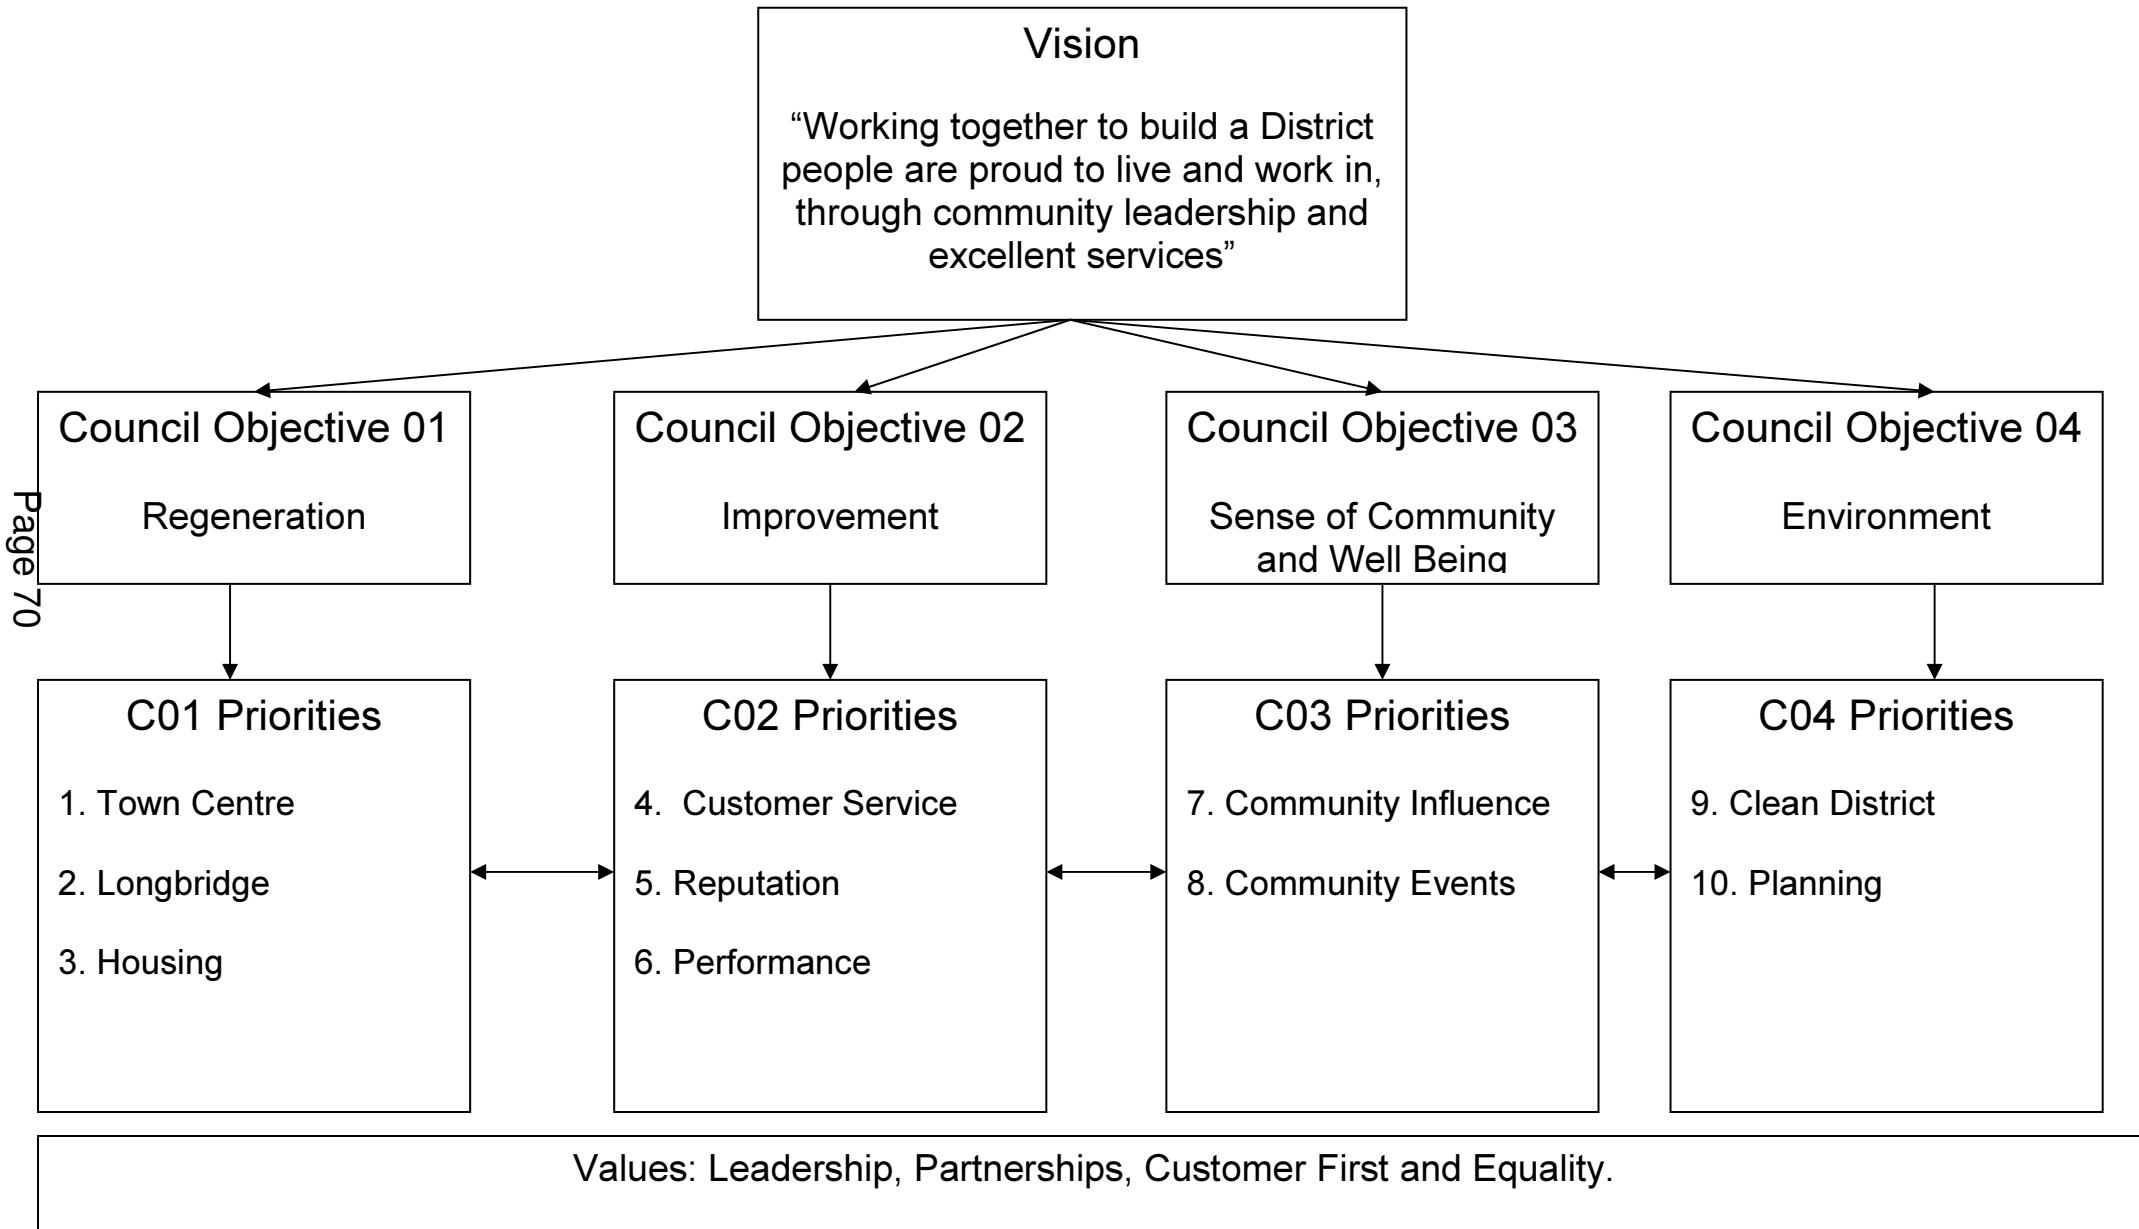 Vision
“Working together to build a District
people are proud to live and work in,
through community leadership and
excellent services”
Council Objective 01
Regeneration
Council Objective 02
Improvement
Council Objective 03
Sense of Community
and Well Being
Council Objective 04
Environment
Page 70
C01 Priorities
1. Town Centre
2. Longbridge
3. Housing
C02 Priorities
4.  Customer Service
5. Reputation
6. Performance
C03 Priorities
7. Community Influence
8. Community Events
C04 Priorities
9. Clean District
10. Planning
Values: Leadership, Partnerships, Customer First and Equality.